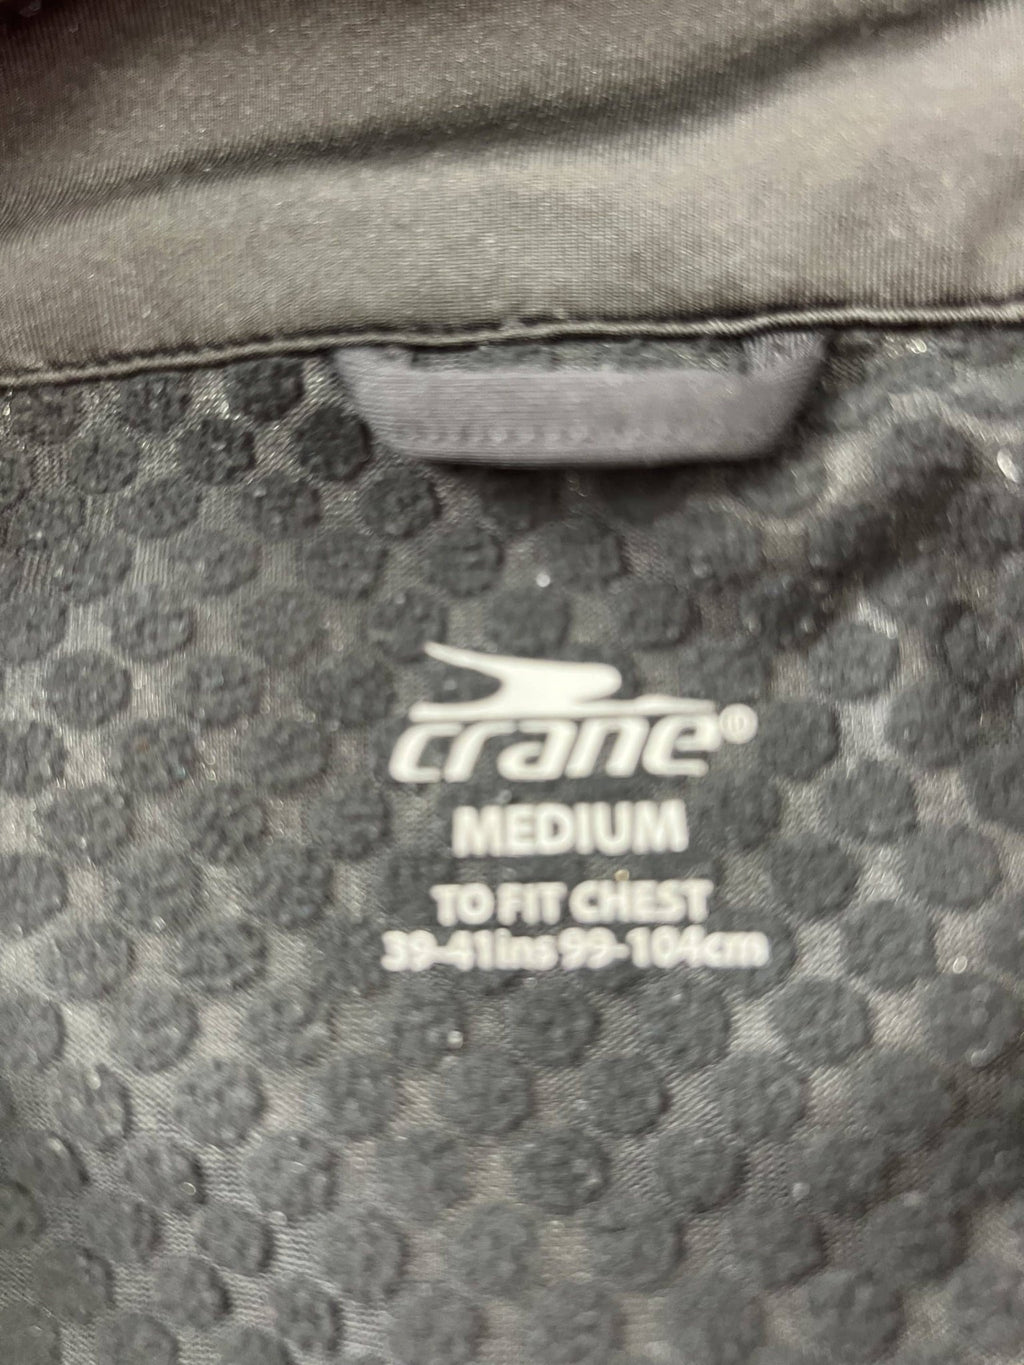 crane®
MEDIUM
TO FIT CHEST
39-41ins 99-104cm